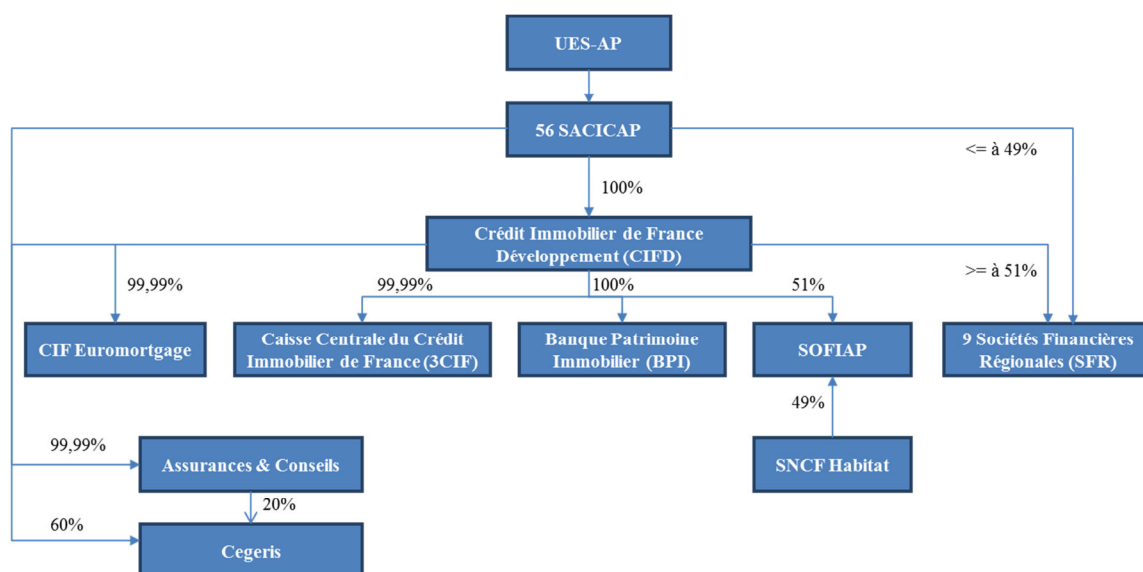 UES-AP
56 SACICAP
<= à 49%
100%
Crédit Immobilier de France
Développement (CIFD)
>= à 51%
99,99%
99,99%
100%
51%
CIF Euromortgage
Caisse Centrale du Crédit
Immobilier de France (3CIF)
Banque Patrimoine
Immobilier (BPI)
SOFIAP
9 Sociétés Financières
Régionales (SFR)
49%
99,99%
Assurances & Conseils
SNCF Habitat
20%
60%
Cegeris